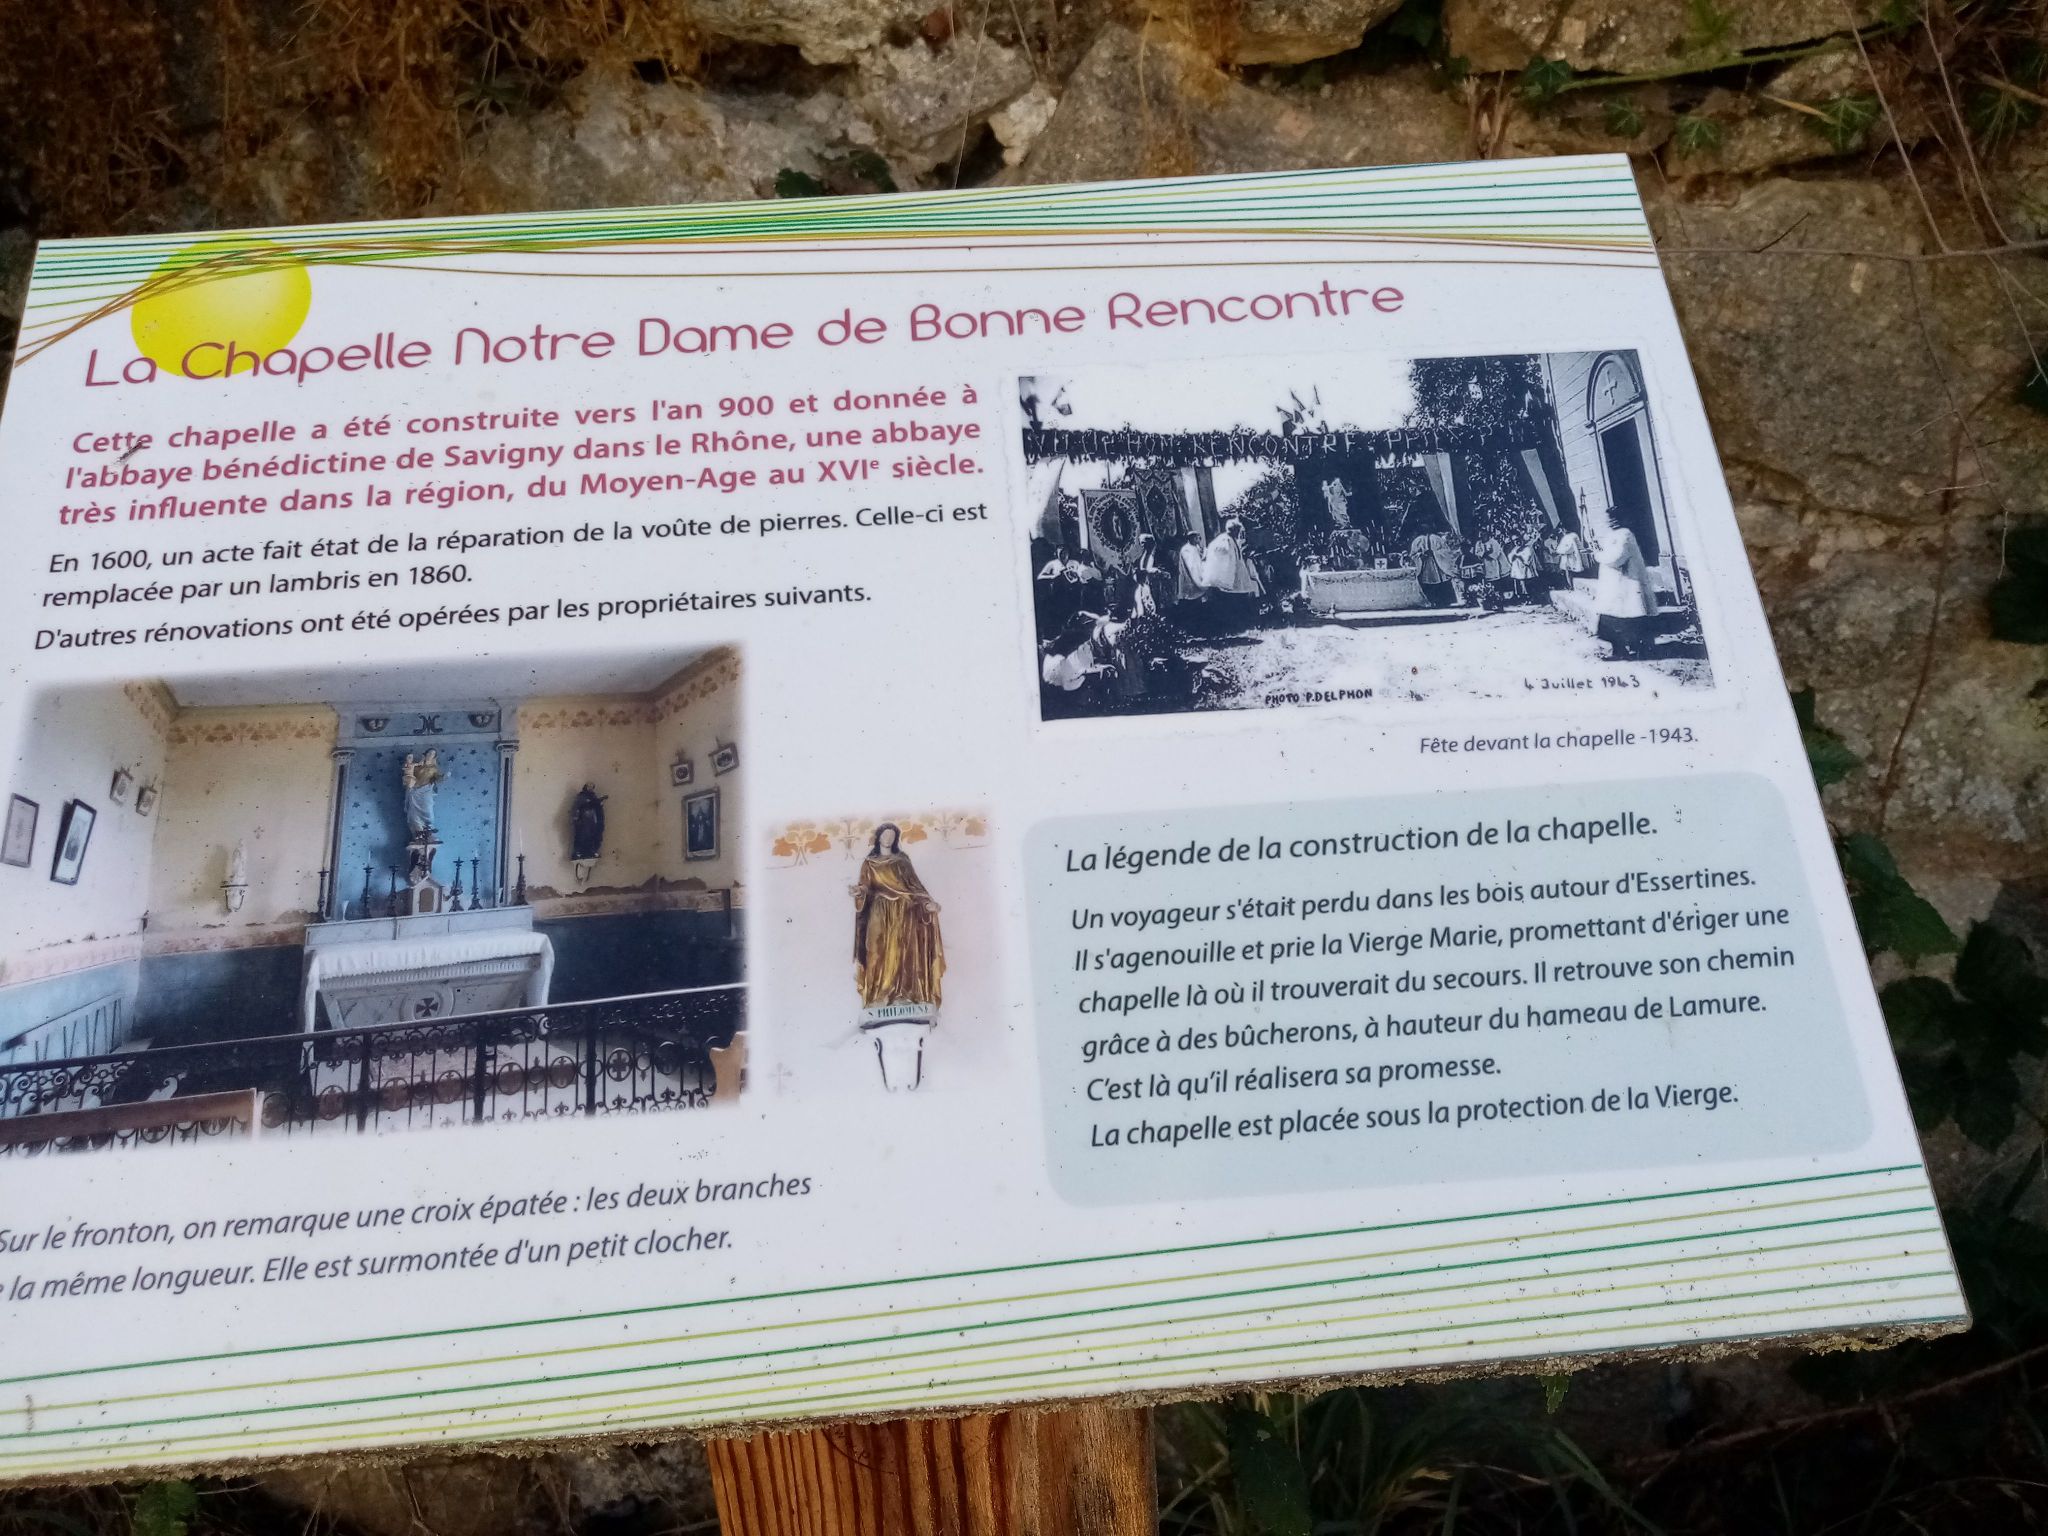 La Chapelle Notre Dame de Bonne Rencontre
Cette chapelle a été construite vers l'an 900 et donnée à
l'abbaye bénédictine de Savigny dans le Rhône, une abbaye
très influente dans la région, du Moyen-Age au XVIe siècle.
En 1600, un acte fait état de la réparation de la voûte de pierres. Celle-ci est
remplacée par un lambris en 1860.
D'autres rénovations ont été opérées par les propriétaires suivants.
RENCONTRE
PHOTO P.DELPHON
4 Juillet 1943
Fête devant la chapelle -1943.
S PHILOMENE
La légende de la construction de la chapelle.
Un voyageur s'était perdu dans les bois autour d'Essertines.
Il s'agenouille et prie la Vierge Marie, promettant d'ériger une
chapelle là où il trouverait du secours. Il retrouve son chemin
grâce à des bûcherons, à hauteur du hameau de Lamure.
C'est là qu'il réalisera sa promesse.
La chapelle est placée sous la protection de la Vierge.
Sur le fronton, on remarque une croix épatée : les deux branches
la même longueur. Elle est surmontée d'un petit clocher.